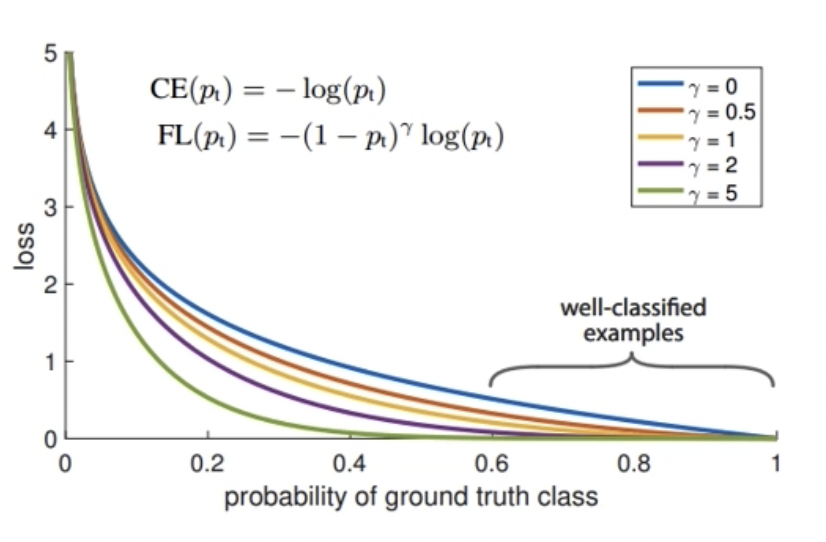 5
CE(pₜ) = − log(pₜ)
FL(pₜ) = −(1 − pₜ)^γ log(pₜ)
γ = 0
γ = 0.5
γ = 1
γ = 2
γ = 5
4
3
loss
2
well-classified
examples
1
0
0 0.2 0.4 0.6 0.8 1
probability of ground truth class